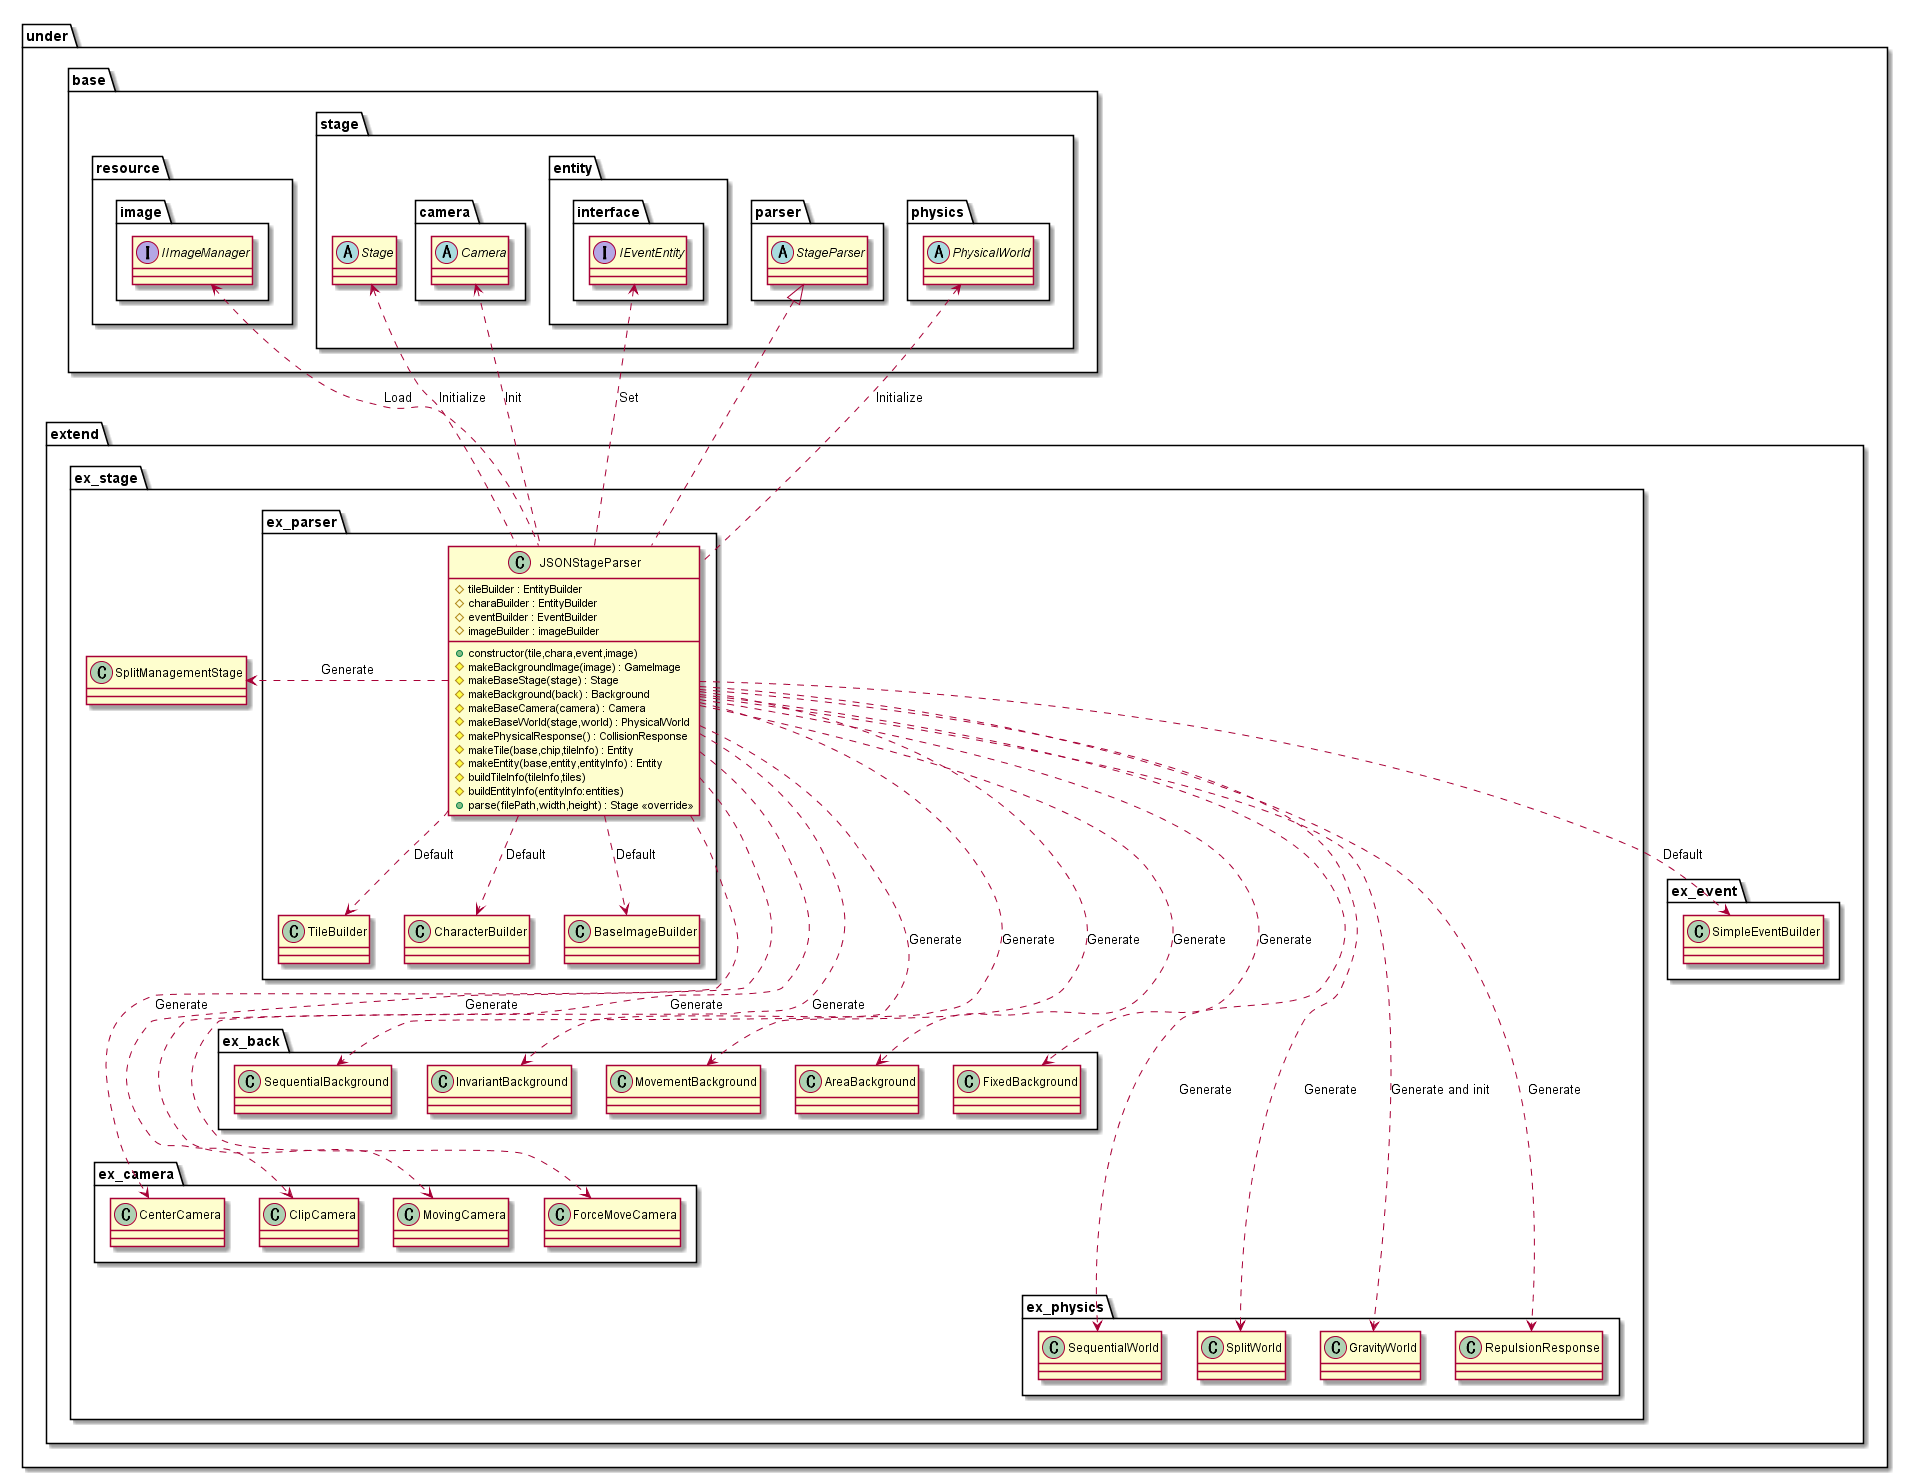 under
base
stage
resource
entity
image
camera
interface
parser
physics
IImageManager
Stage
Camera
IEventEntity
StageParser
PhysicalWorld
Load
Initialize
Init
Set
Initialize
extend
ex_stage
ex_parser
JSONStageParser
tileBuilder : EntityBuilder
charaBuilder : EntityBuilder
eventBuilder : EventBuilder
imageBuilder : imageBuilder
constructor(tile,chara,event,image)
makeBackgroundImage(image) : GameImage
makeBaseStage(stage) : Stage
makeBackground(back) : Background
makeBaseCamera(camera) : Camera
makeBaseWorld(stage,world) : PhysicalWorld
makePhysicalResponse() : CollisionResponse
makeTile(base,chip,tileInfo) : Entity
makeEntity(base,entity,entityInfo) : Entity
buildTileInfo(tileInfo,tiles)
buildEntityInfo(entityInfo:entities)
parse(filePath,width,height) : Stage «override»
SplitManagementStage
Generate
Default
Default
Default
Default
ex_event
SimpleEventBuilder
TileBuilder
CharacterBuilder
BaseImageBuilder
Generate
Generate
Generate
Generate
Generate
Generate
Generate
Generate
Generate
ex_back
SequentialBackground
InvariantBackground
MovementBackground
AreaBackground
FixedBackground
Generate
Generate
Generate and init
Generate
ex_camera
CenterCamera
ClipCamera
MovingCamera
ForceMoveCamera
ex_physics
SequentialWorld
SplitWorld
GravityWorld
RepulsionResponse